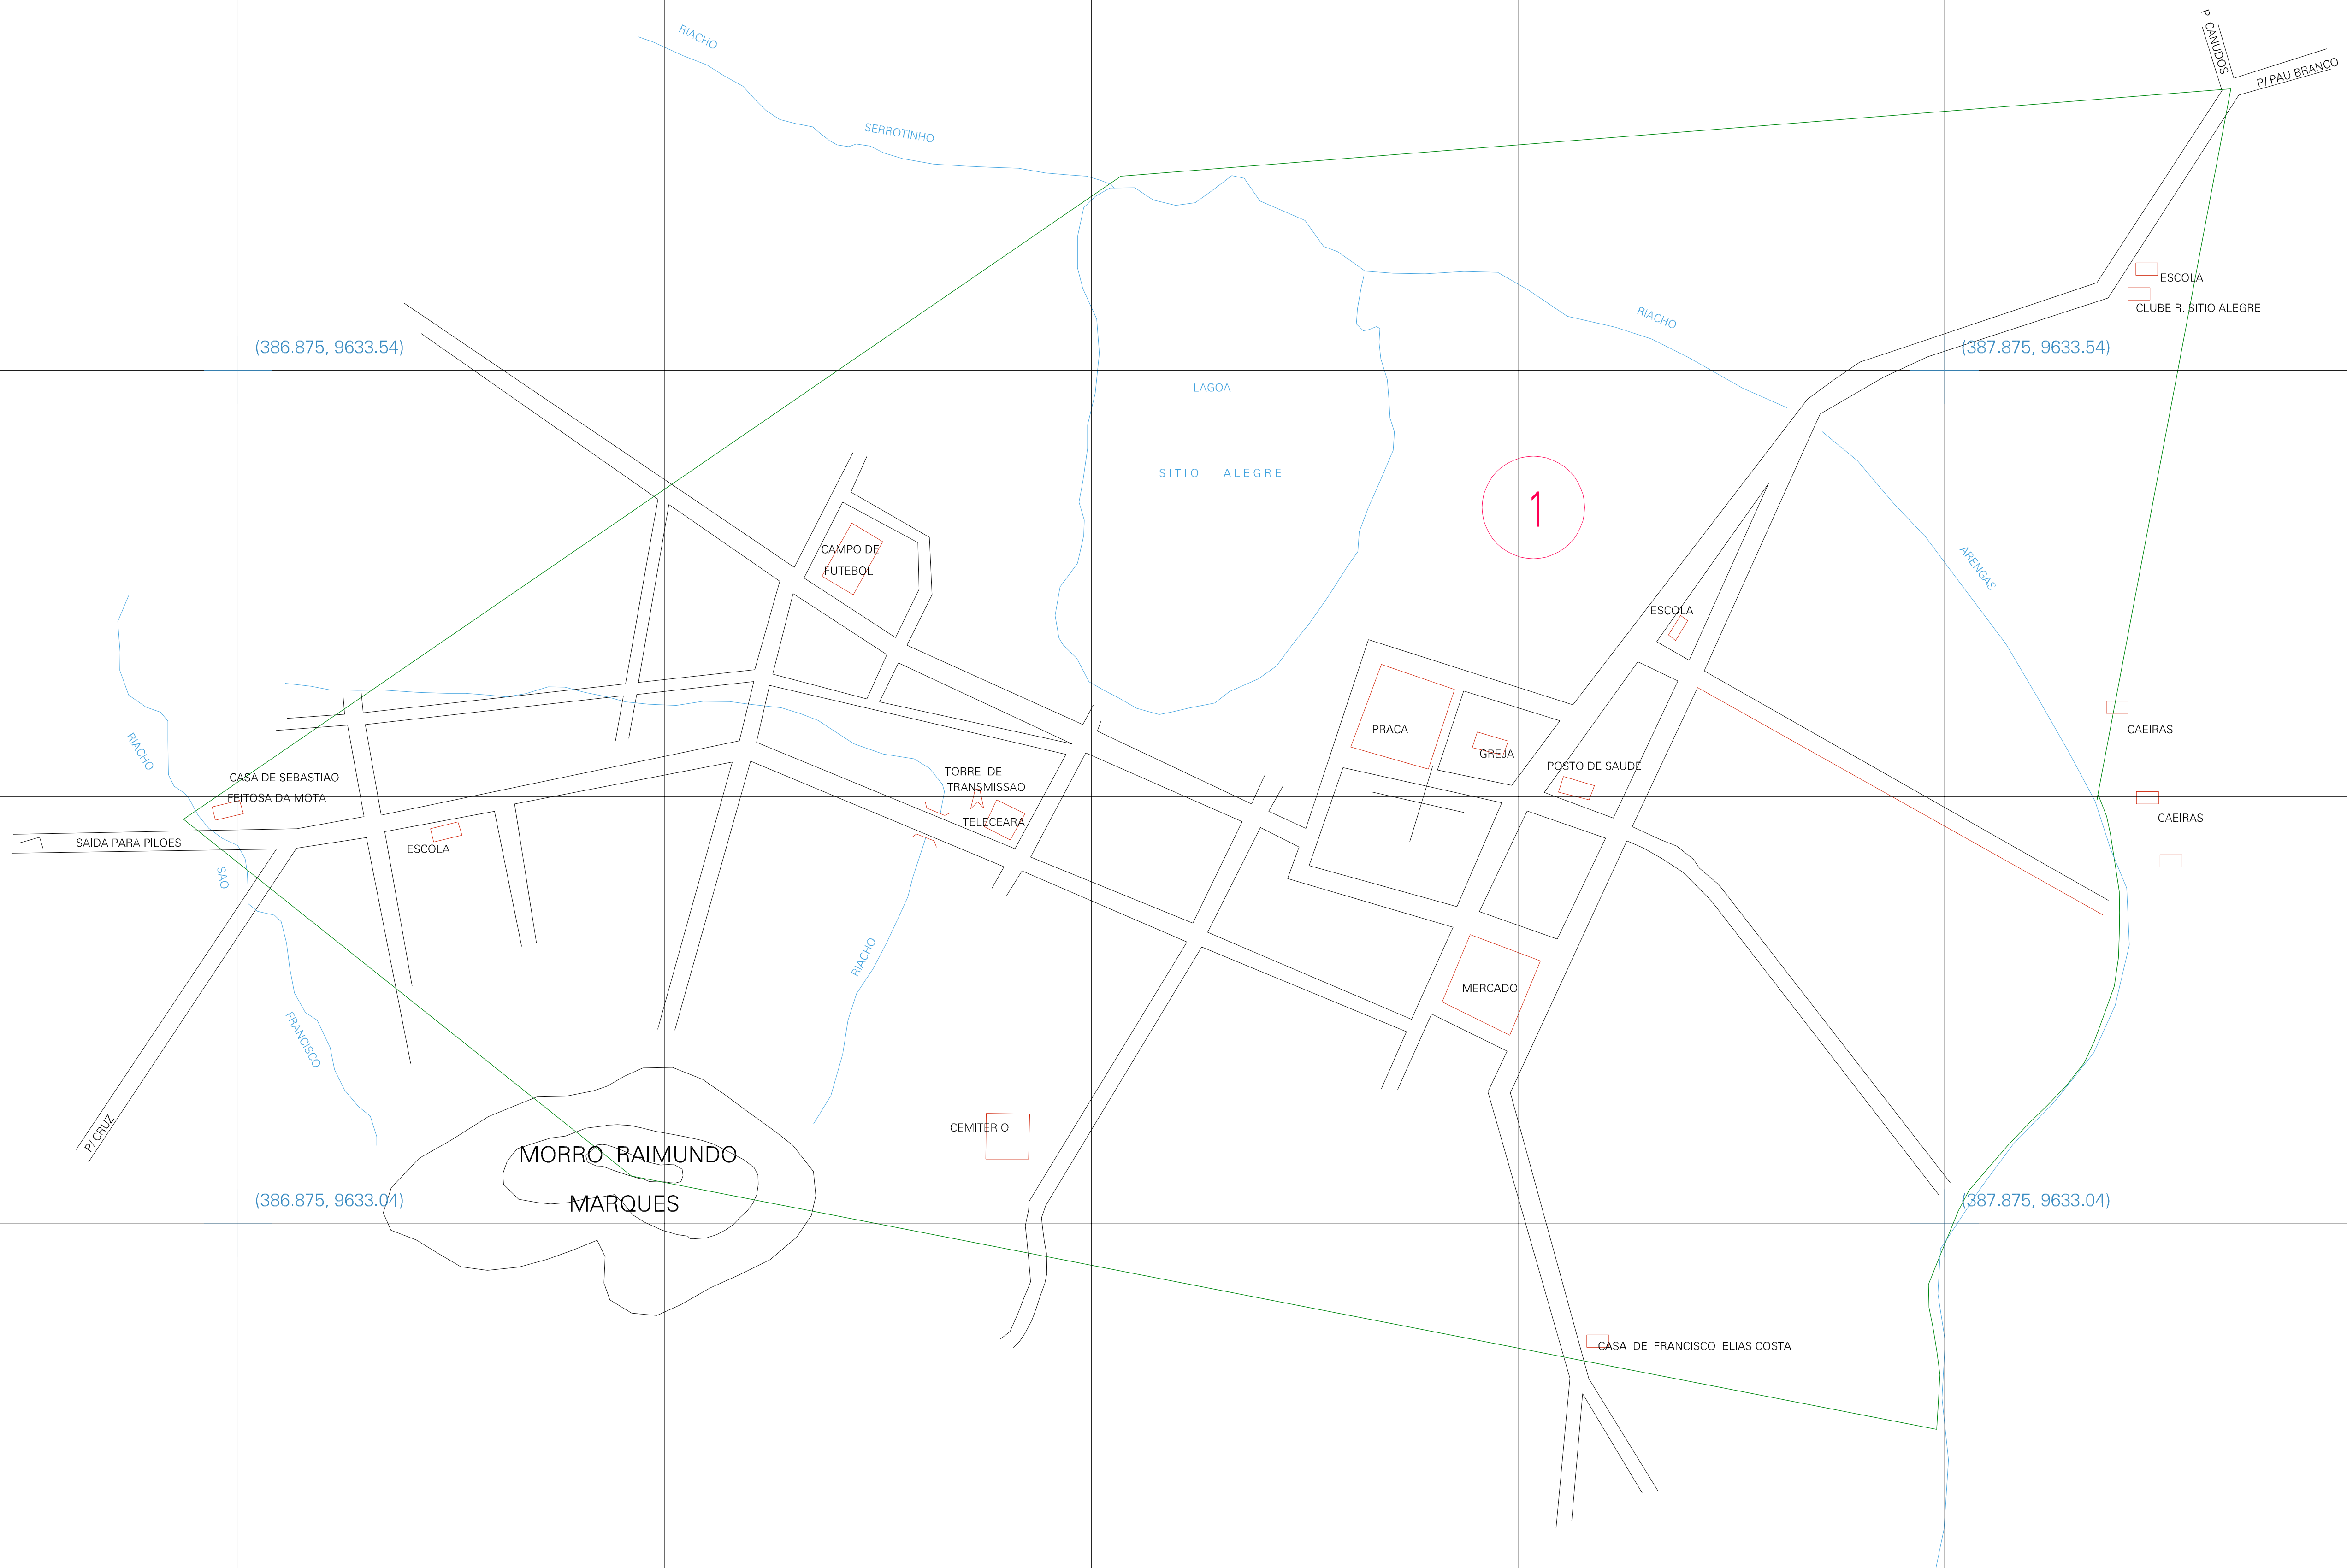 P/ CANUDOS
P/ PAU BRANCO
RIACHO
SERROTINHO
ESCOLA
CLUBE R. SITIO ALEGRE
RIACHO
(386.875, 9633.54)
(387.875, 9633.54)
LAGOA
SITIO ALEGRE
1
CAMPO DE
FUTEBOL
ARENGAS
ESCOLA
PRACA
IGREJA
CAEIRAS
RIACHO
POSTO DE SAUDE
CASA DE SEBASTIAO
FEITOSA DA MOTA
TORRE DE
TRANSMISSAO
TELECEARA
CAEIRAS
SAIDA PARA PILOES
ESCOLA
SAO
RIACHO
MERCADO
FRANCISCO
P/ CRUZ
CEMITERIO
MORRO RAIMUNDO
MARQUES
(386.875, 9633.04)
(387.875, 9633.04)
CASA DE FRANCISCO ELIAS COSTA